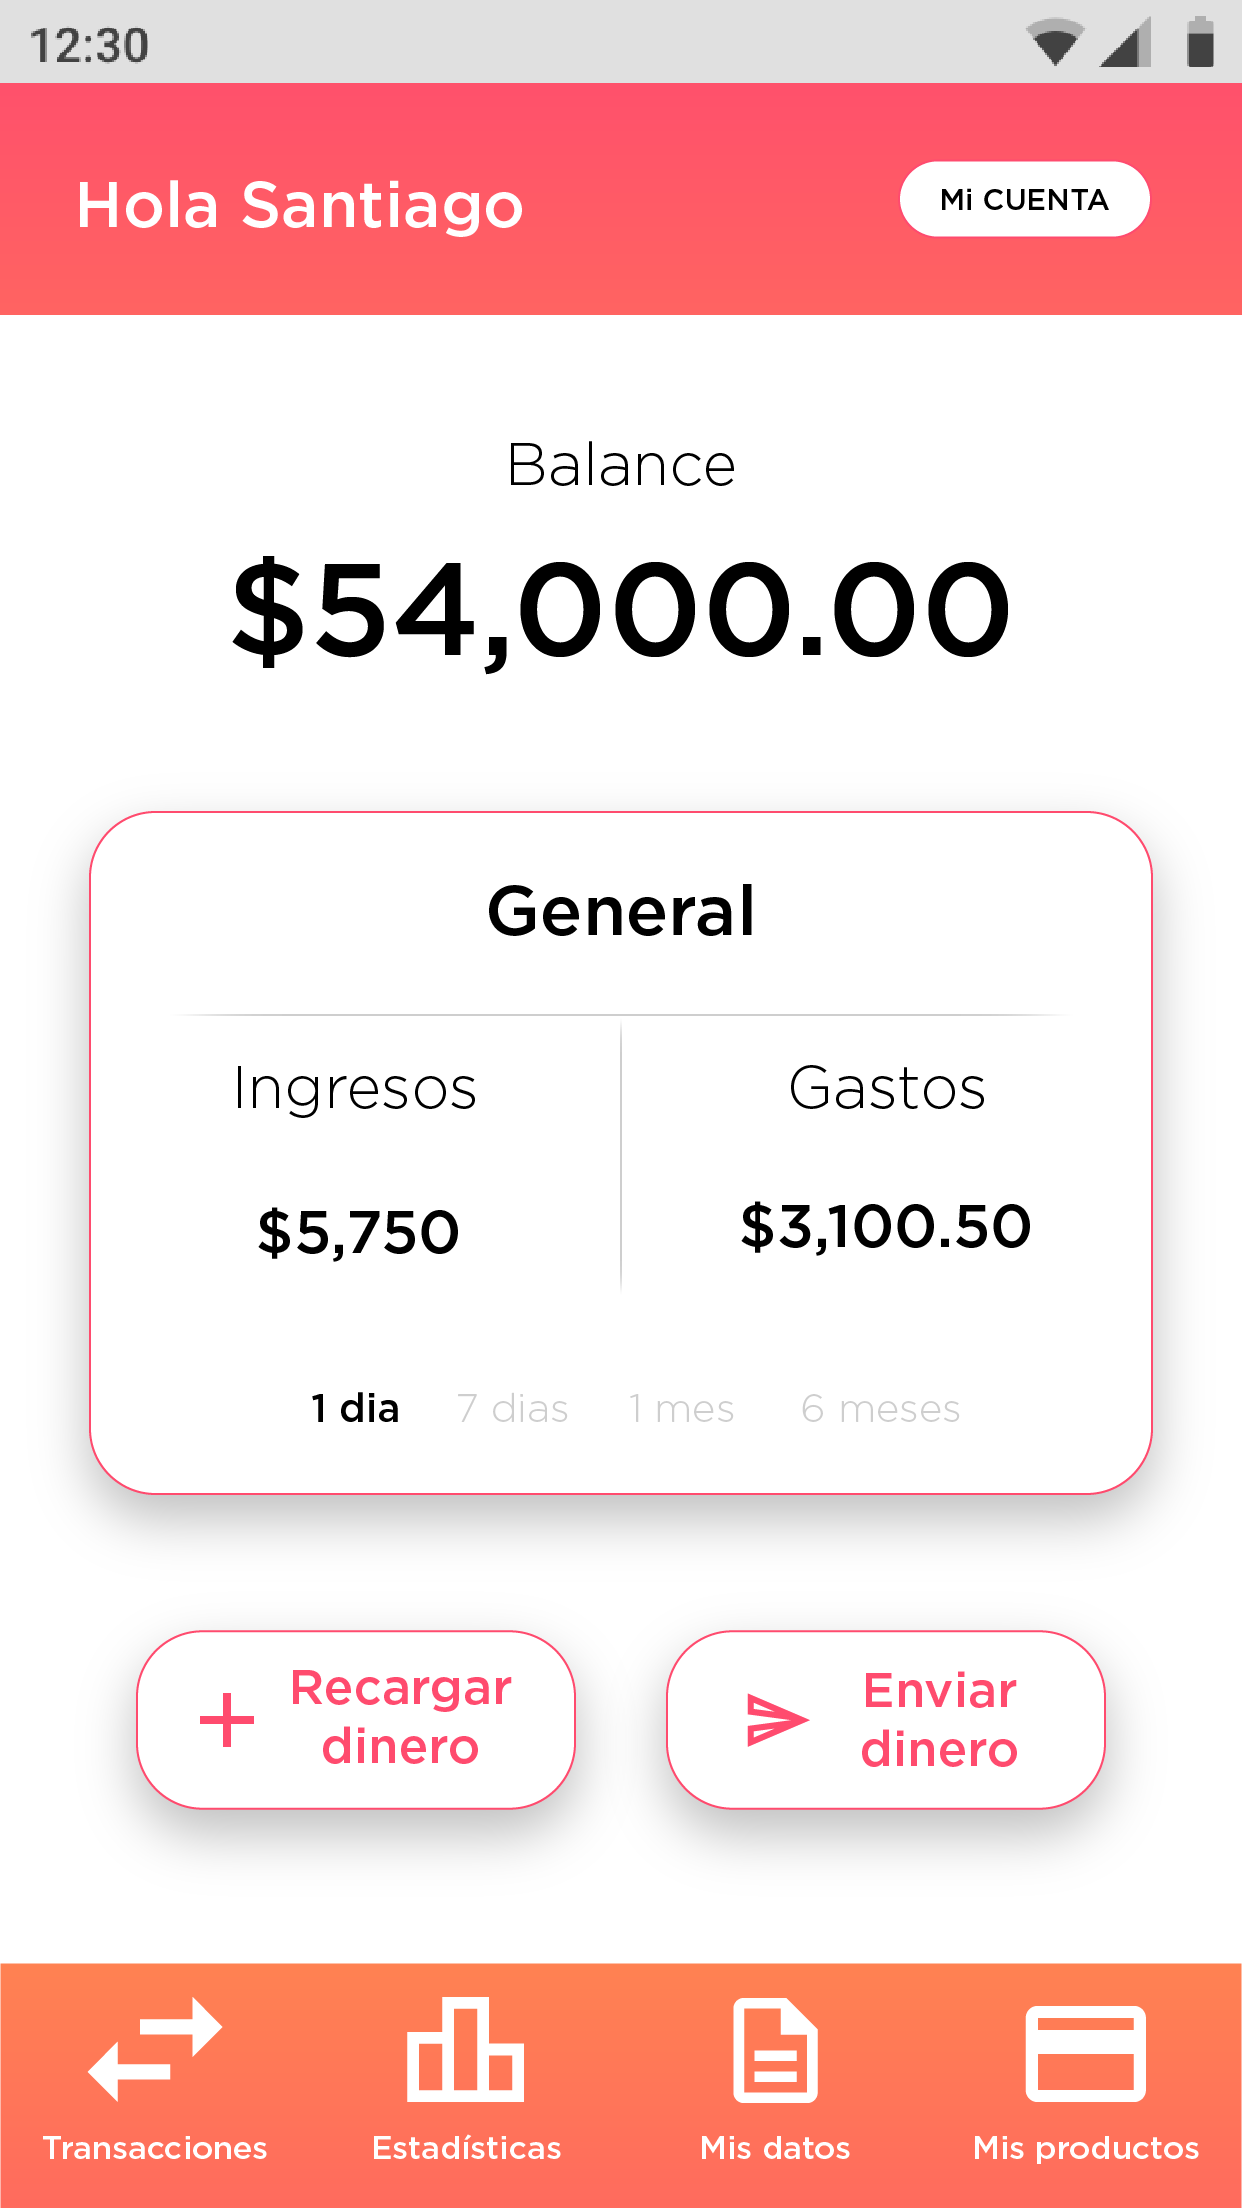 12:30
Hola Santiago
Mi CUENTA
Balance
$54,000.00
General
Ingresos
Gastos
$5,750
$3,100.50
1 dia 7 dias 1 mes 6 meses
Recargar
dinero
Enviar
dinero
Transacciones Estadísticas Mis datos Mis productos